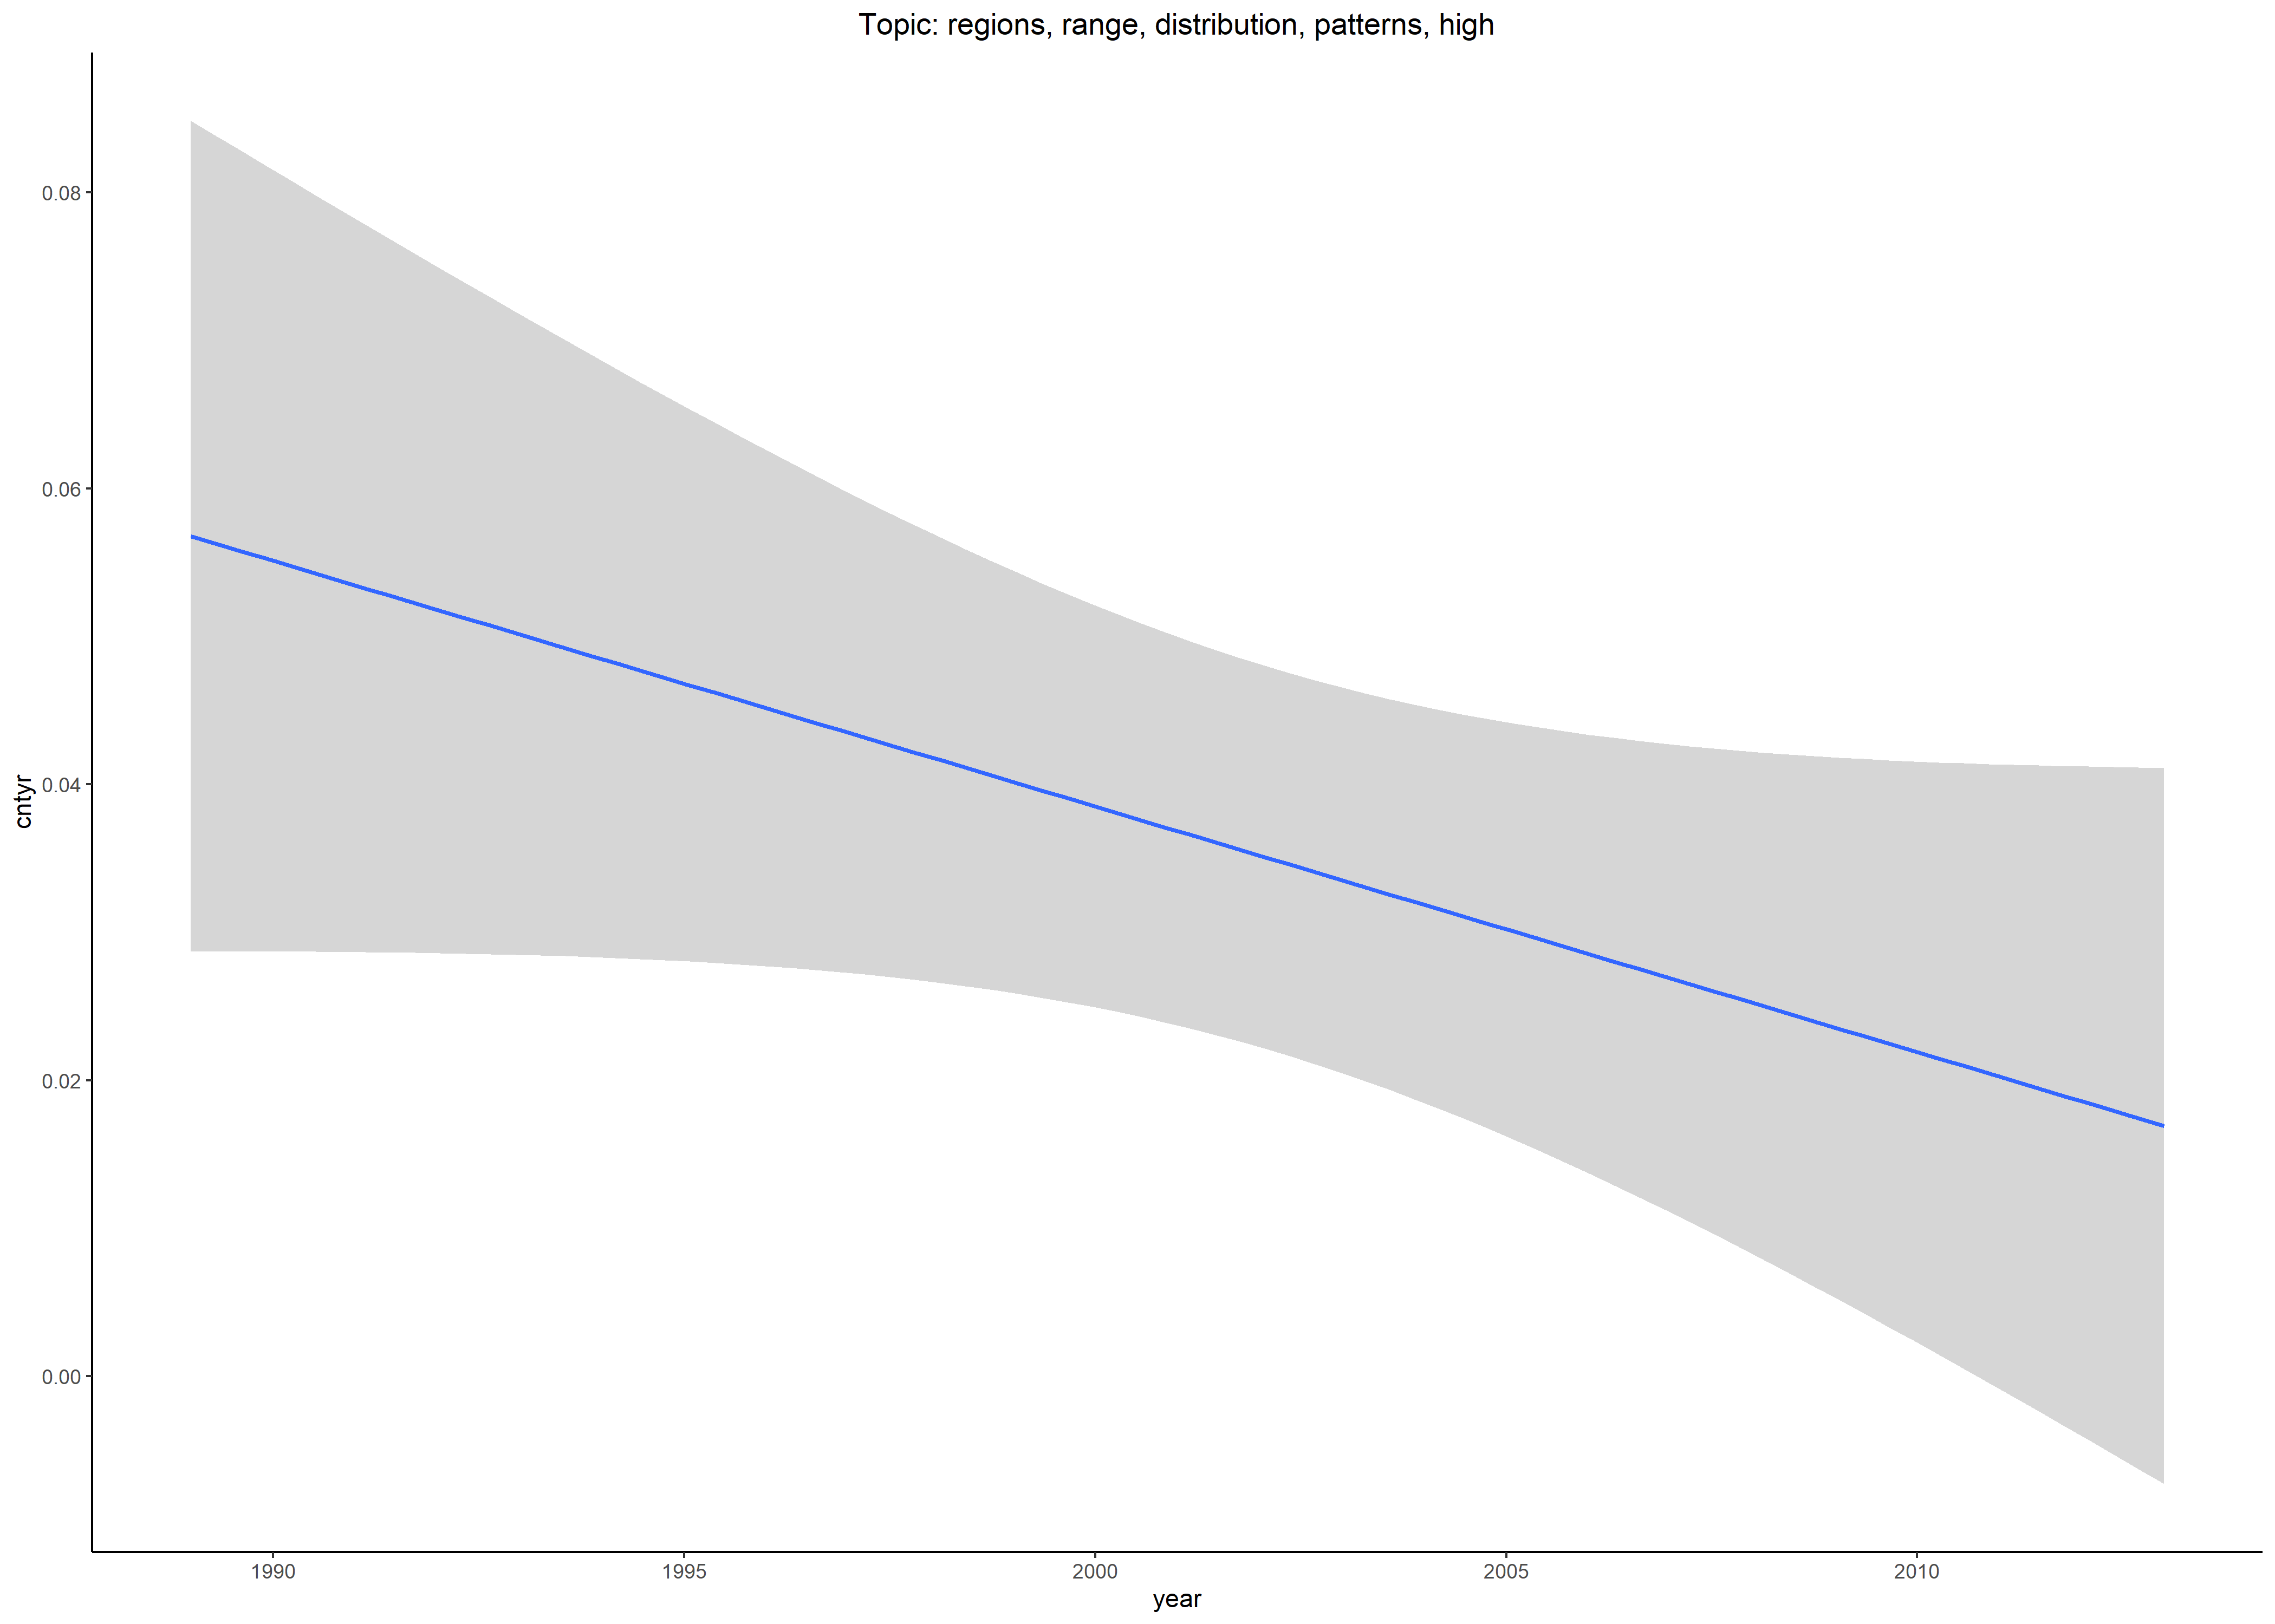 Topic: regions, range, distribution, patterns, high
cntyr
0.08
0.06
0.04
0.02
0.00
1990 1995 2000 2005 2010
year